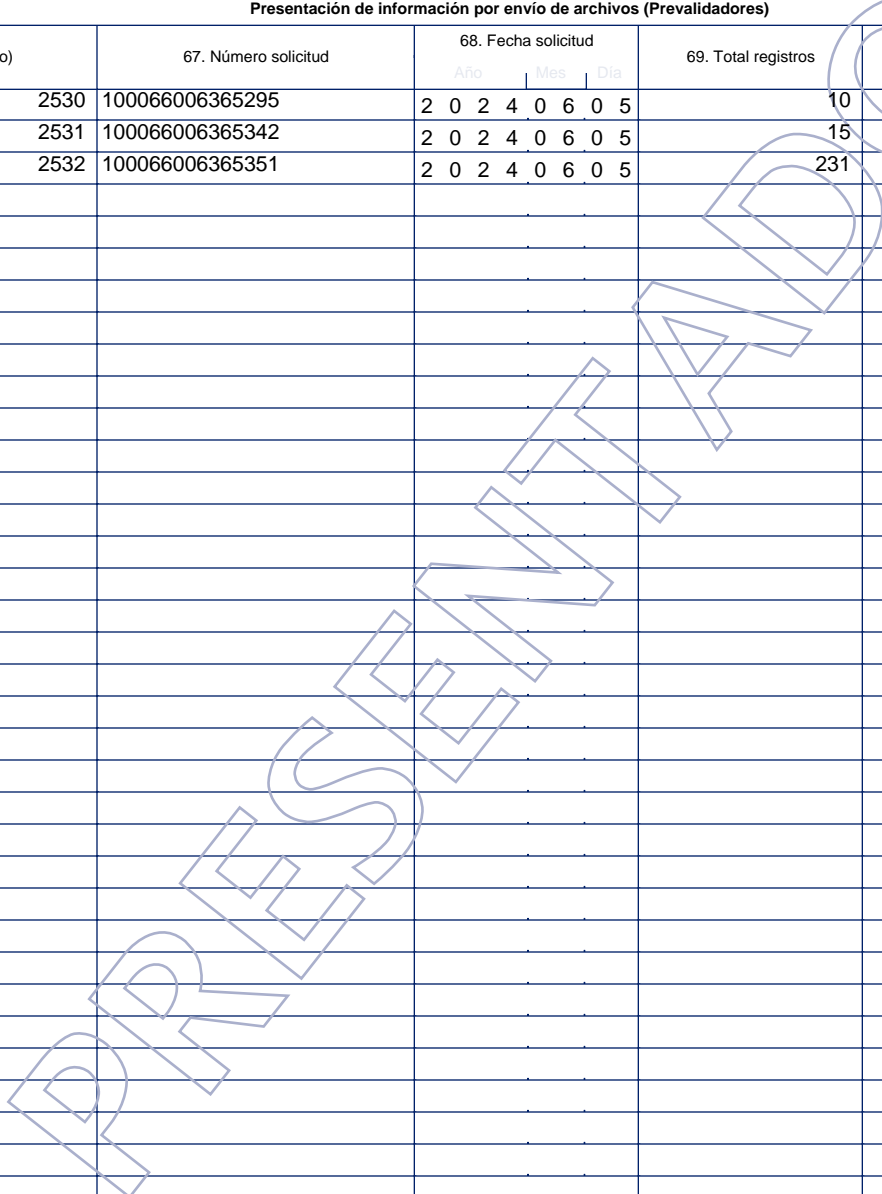 Presentación de información por envío de archivos (Prevalidadores)
o) 67. Número solicitud 68. Fecha solicitud 69. Total registros
Año Mes Día
2530 100066006365295 2 0 2 4 0 6 0 5 10
2531 100066006365342 2 0 2 4 0 6 0 5 15
2532 100066006365351 2 0 2 4 0 6 0 5 231
PRESENTADO